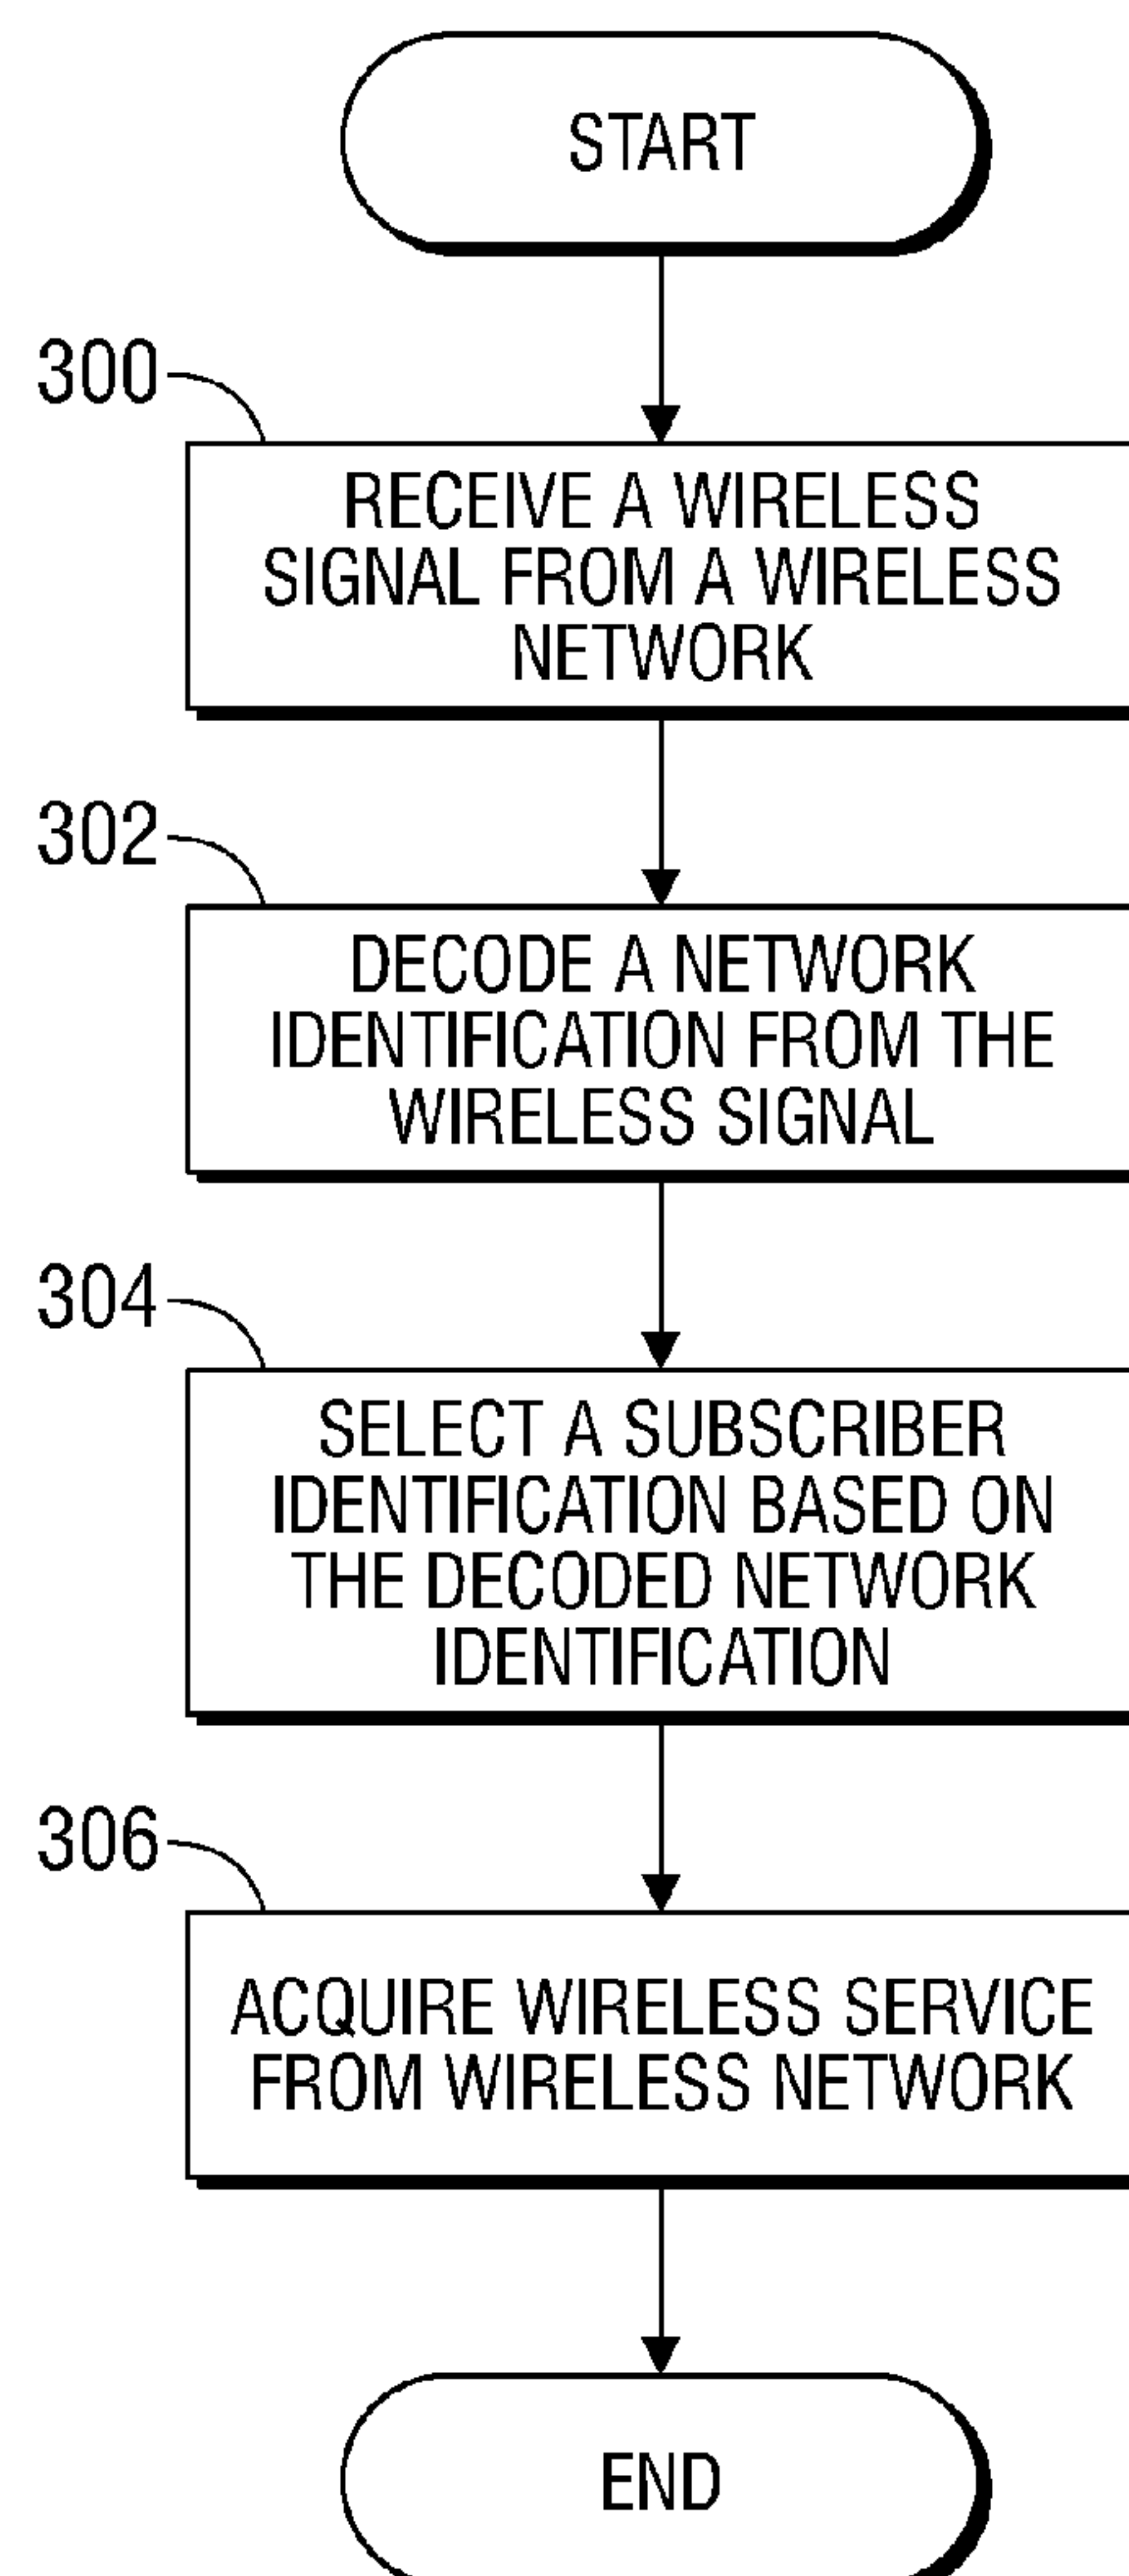 START
300
RECEIVE A WIRELESS
SIGNAL FROM A WIRELESS
NETWORK
302
DECODE A NETWORK
IDENTIFICATION FROM THE
WIRELESS SIGNAL
304
SELECT A SUBSCRIBER
IDENTIFICATION BASED ON
THE DECODED NETWORK
IDENTIFICATION
306
ACQUIRE WIRELESS SERVICE
FROM WIRELESS NETWORK
END